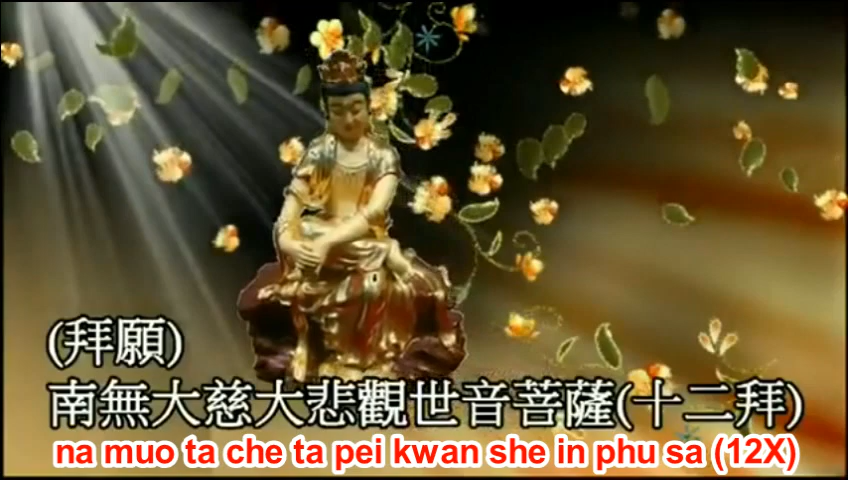 (拜願)
南無大慈大悲觀世音菩薩(十二拜)
na muo ta che ta pei kwan she in phu sa (12X)